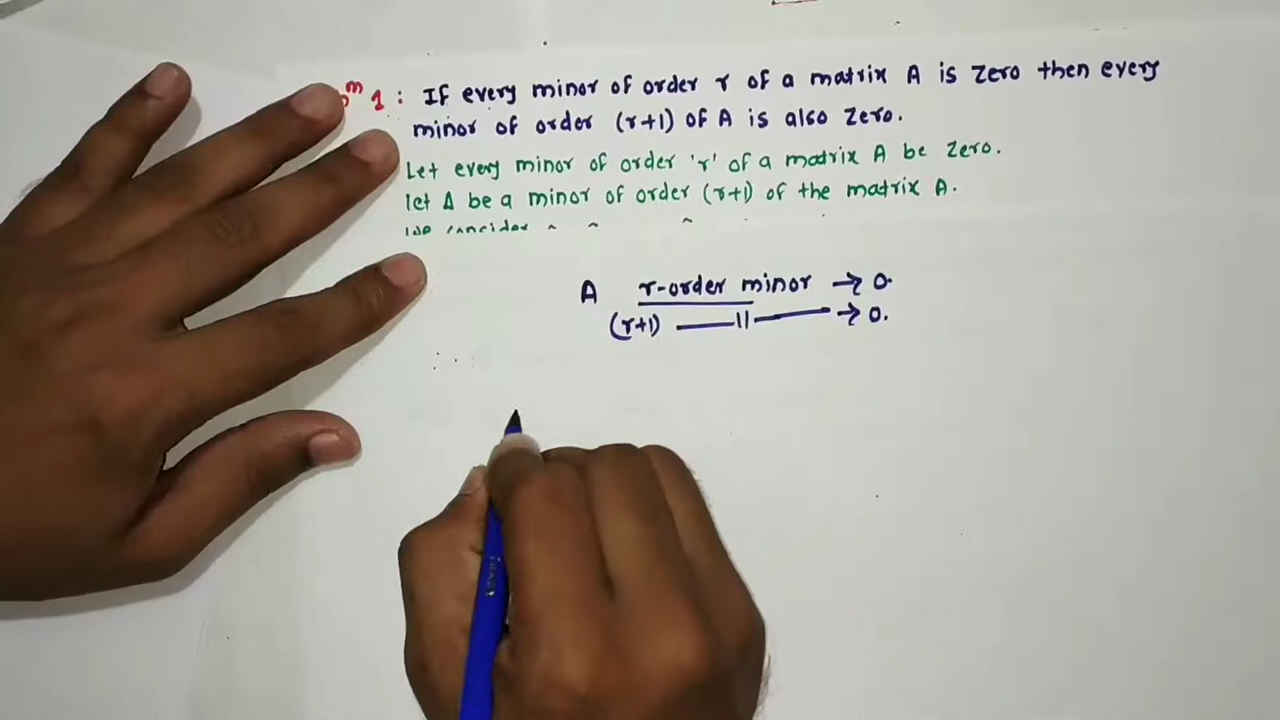 m 1 : If every minor of order r of a matrix A is zero then every
minor of order (r+1) of A is also zero.
Let every minor of order 'r' of a matrix A be zero.
let Δ be a minor of order (r+1) of the matrix A.
A r-order minor → 0.
(r+1) —||— → 0.